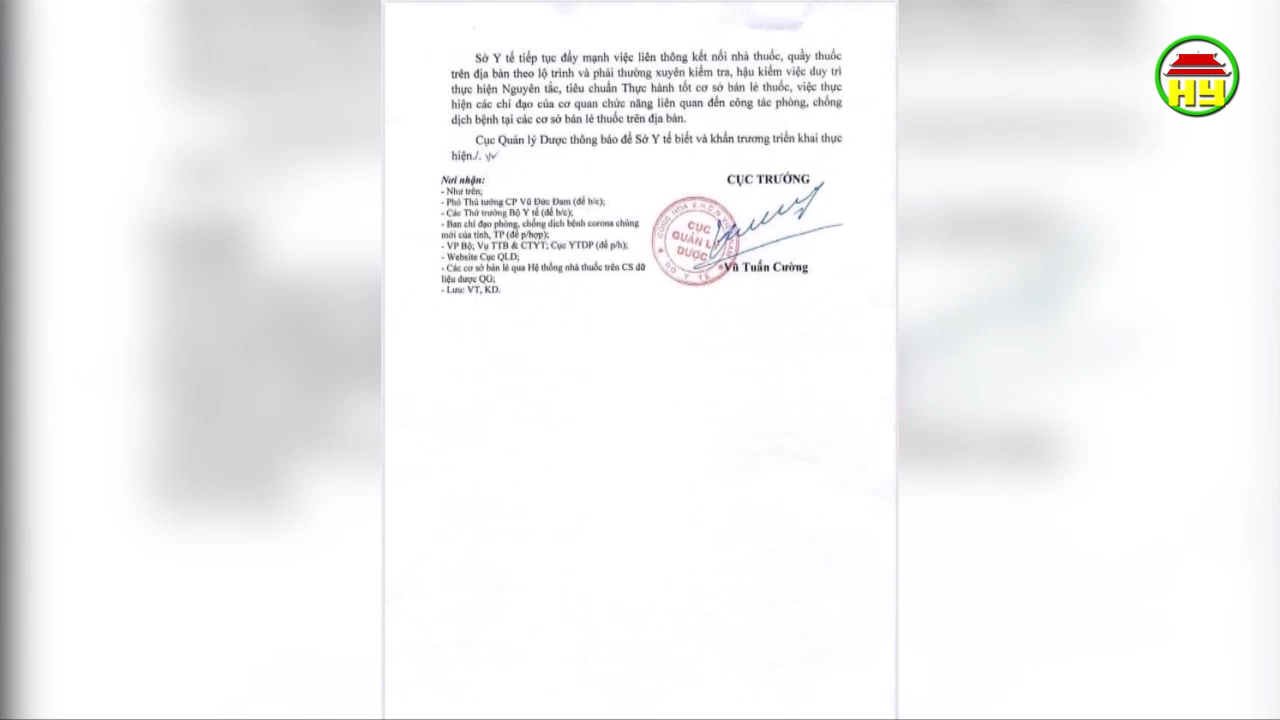 Sở Y tế tiếp tục đẩy mạnh việc liên thông kết nối nhà thuốc, quầy thuốc
trên địa bàn theo lộ trình và phải thường xuyên kiểm tra, hậu kiểm việc duy trì
thực hiện Nguyên tắc, tiêu chuẩn Thực hành tốt cơ sở bán lẻ thuốc, việc thực
hiện các chỉ đạo của cơ quan chức năng liên quan đến công tác phòng, chống
dịch bệnh tại các cơ sở bán lẻ thuốc trên địa bàn.
Cục Quản lý Dược thông báo để Sở Y tế biết và khẩn trương triển khai thực
hiện./.
Nơi nhận:
- Như trên;
- Phó Thủ tướng CP Vũ Đức Đam (để b/c);
- Các Thứ trưởng Bộ Y tế (để b/c);
- Ban chỉ đạo phòng, chống dịch bệnh corona chủng
mới của tỉnh, TP (để p/hợp);
- VP Bộ; Vụ TTB & CTYT; Cục YTDP (để p/h);
- Website Cục QLD;
- Các cơ sở bán lẻ qua Hệ thống nhà thuốc trên CS dữ
liệu dược QG;
- Lưu: VT, KD.
CỤC TRƯỞNG
CỤC
QUẢN LÝ
DƯỢC
BỘ Y TẾ
Vũ Tuấn Cường
HY